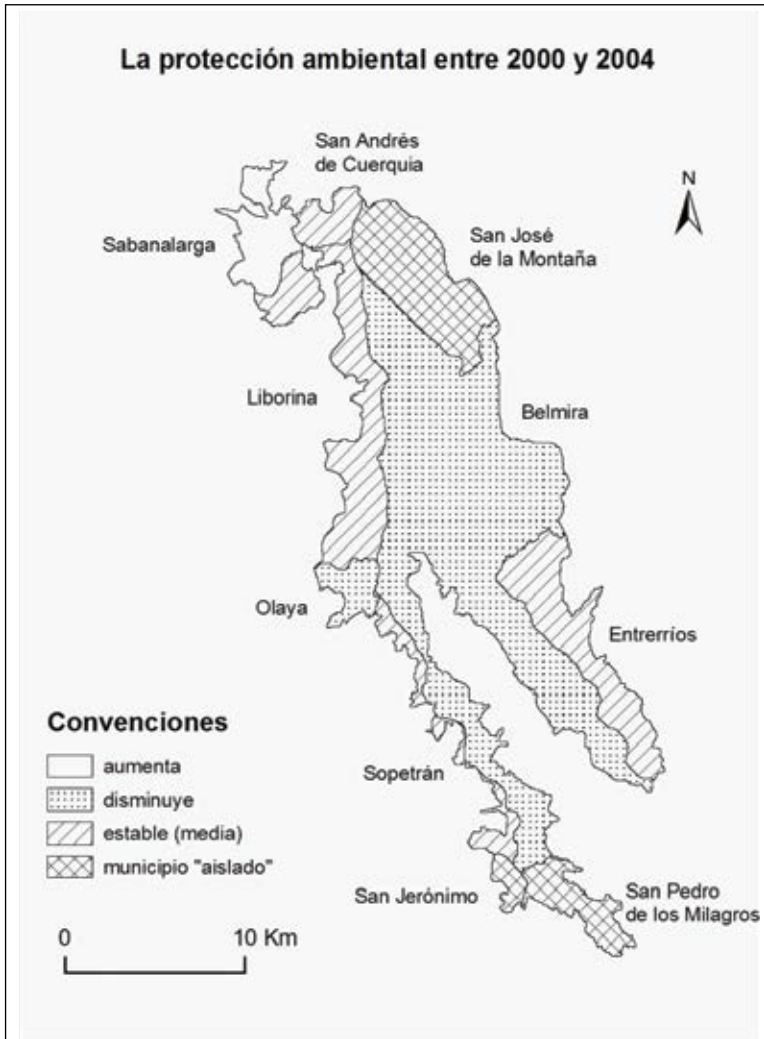 La protección ambiental entre 2000 y 2004
San Andrés
de Cuerquia
N
Sabanalarga
San José
de la Montaña
Liborina
Belmira
Olaya
Entrerríos
Convenciones
aumenta
disminuye
estable (media)
municipio "aislado"
Sopetrán
San Jerónimo
San Pedro
de los Milagros
0 10 Km